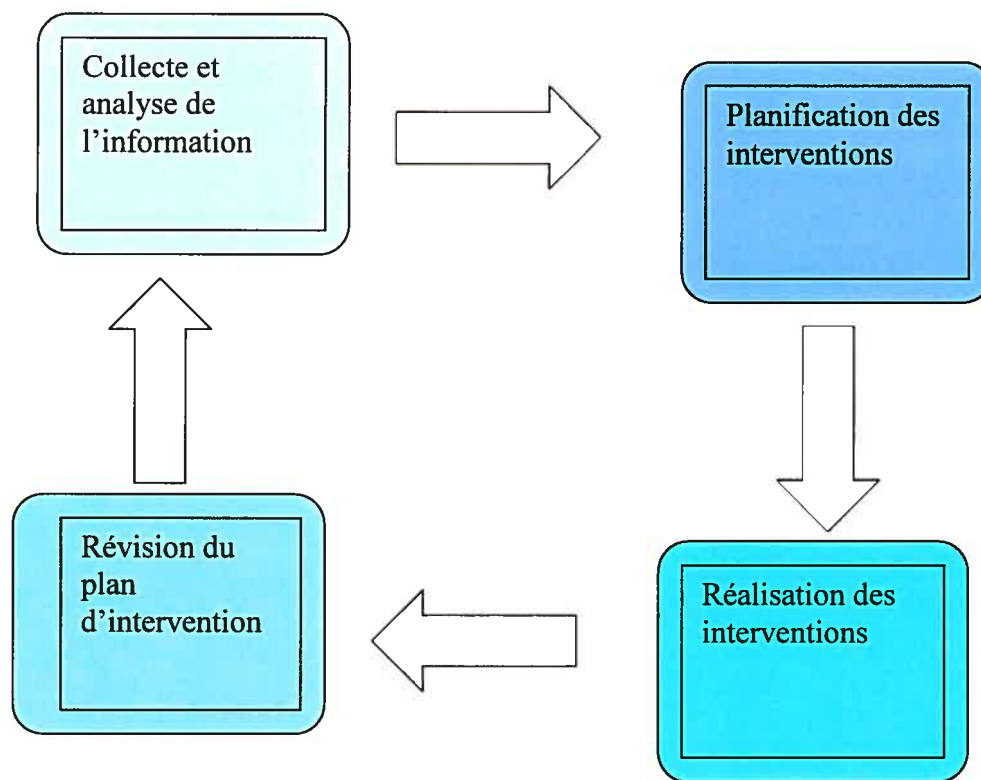 Collecte et
analyse de
l'information
Planification des
interventions
Réalisation des
interventions
Révision du
plan
d'intervention